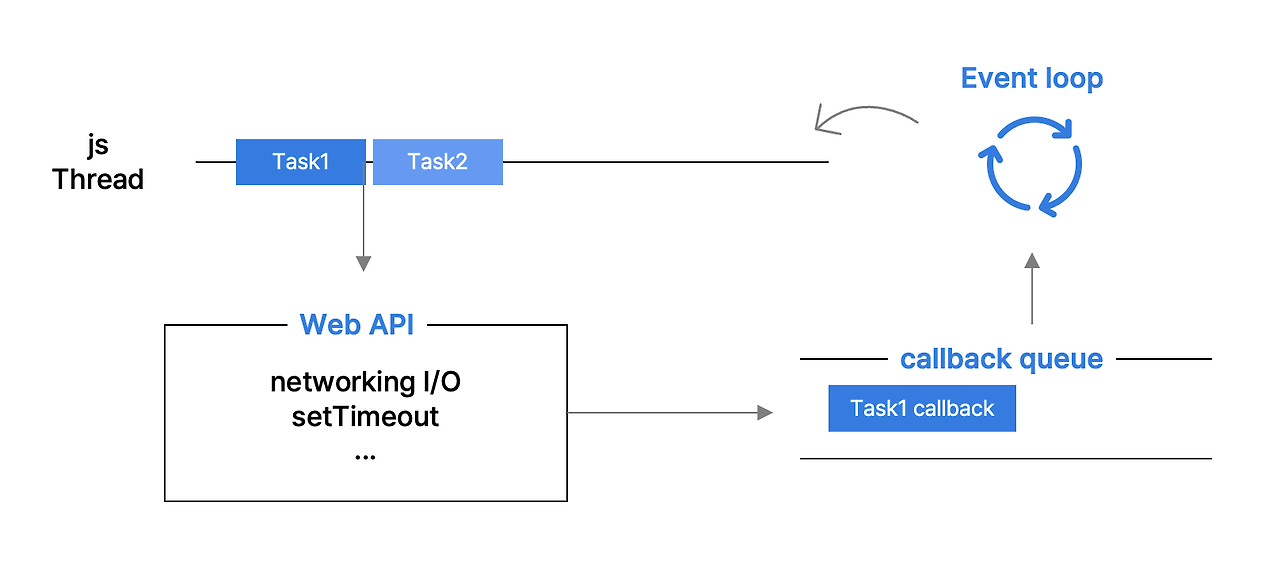 Event loop
js
Thread
Task1
Task2
Web API
networking I/O
setTimeout
...
callback queue
Task1 callback